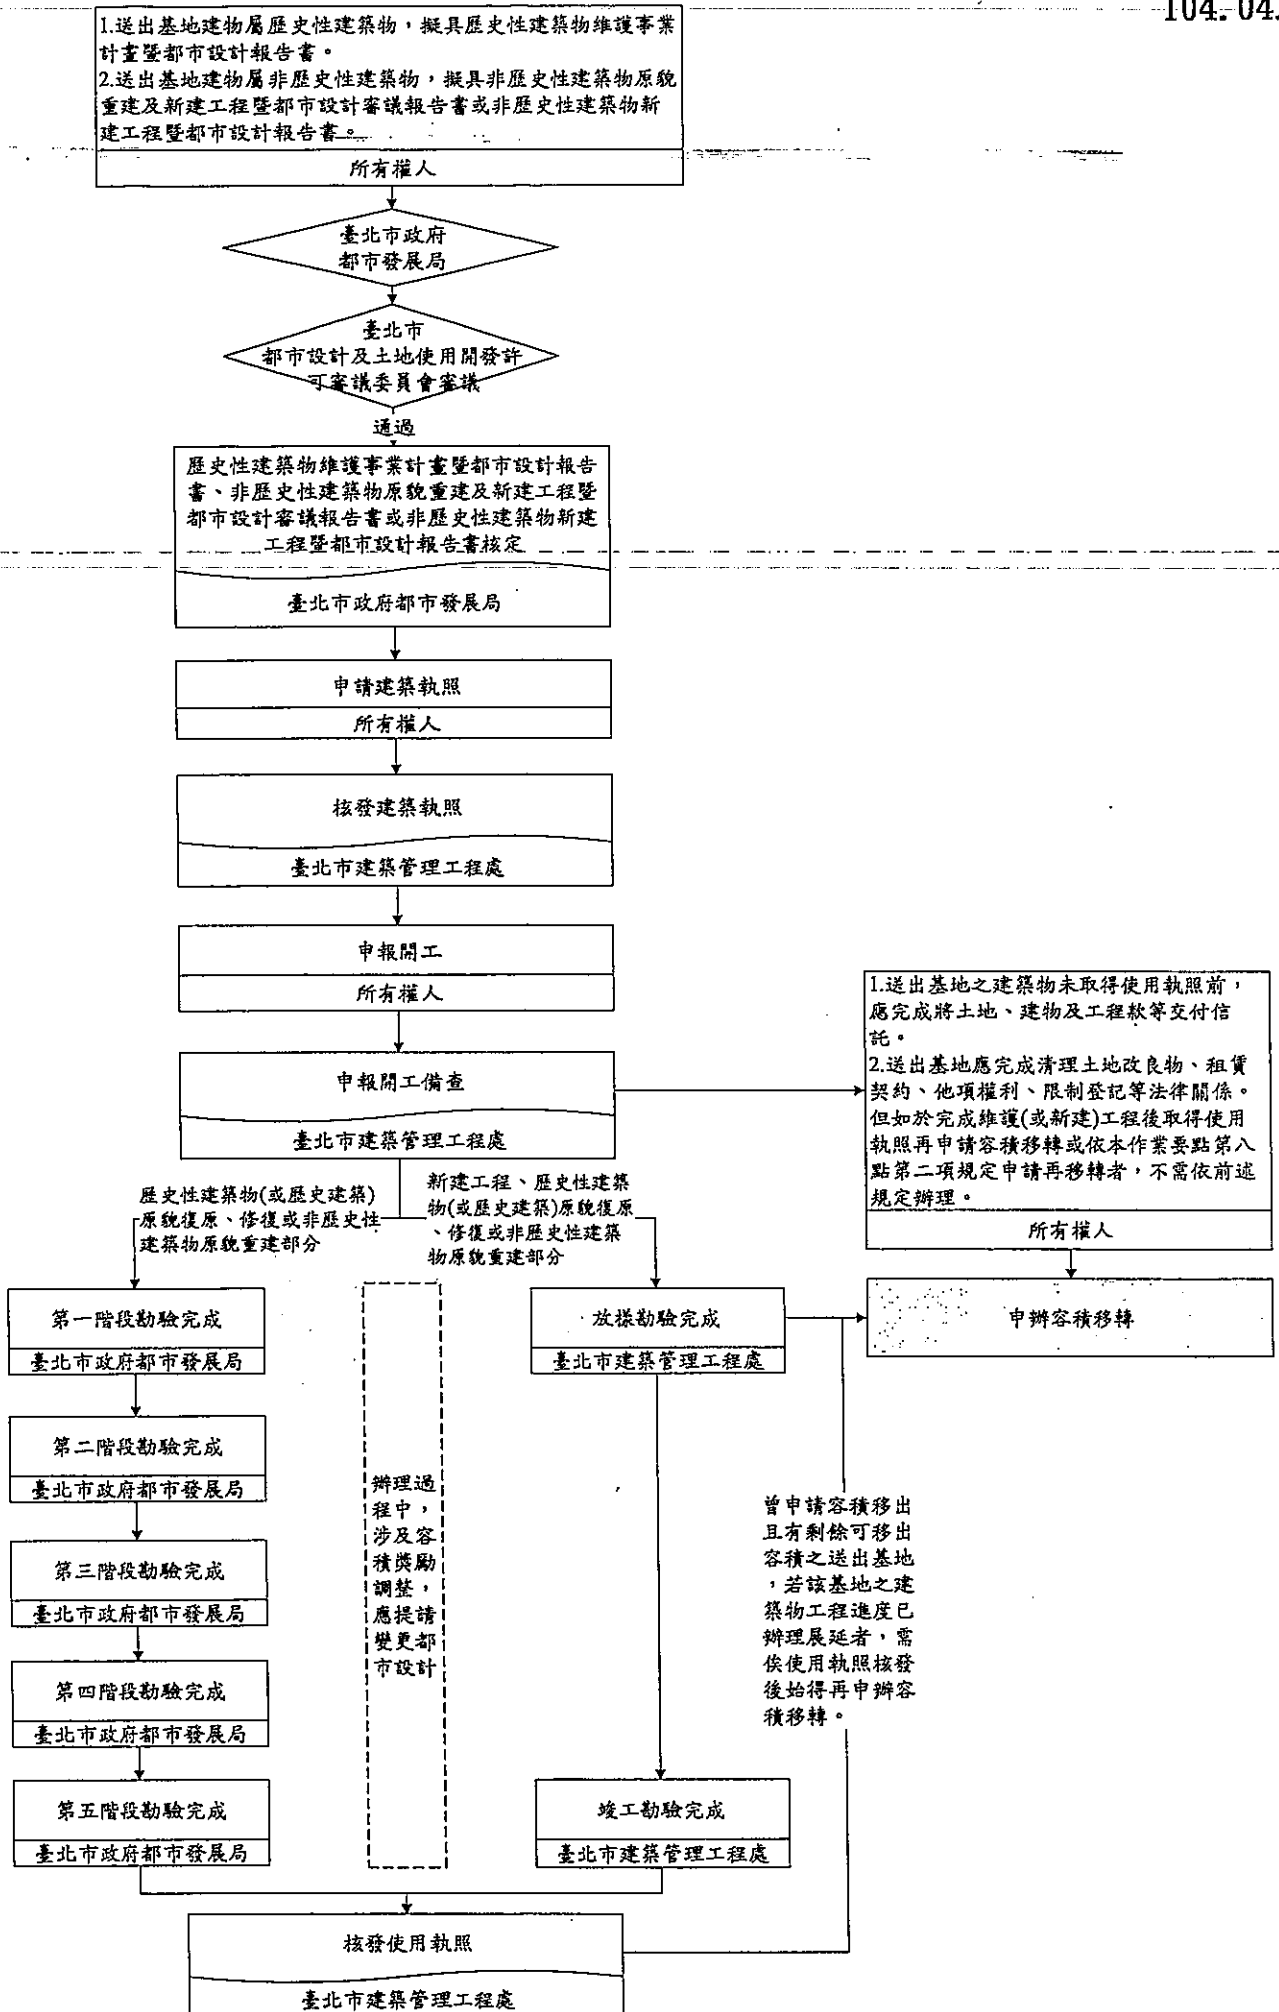 104.04.
1.送出基地建物屬歷史性建築物，擬具歷史性建築物維護事業
計畫暨都市設計報告書。
2.送出基地建物屬非歷史性建築物，擬具非歷史性建築物原貌
重建及新建工程暨都市設計審議報告書或非歷史性建築物新
建工程暨都市設計報告書。
所有權人
臺北市政府
都市發展局
臺北市
都市設計及土地使用開發許
可審議委員會審議
通過
歷史性建築物維護事業計畫暨都市設計報告
書、非歷史性建築物原貌重建及新建工程暨
都市設計審議報告書或非歷史性建築物新建
工程暨都市設計報告書核定
臺北市政府都市發展局
申請建築執照
所有權人
核發建築執照
臺北市建築管理工程處
申報開工
所有權人
申報開工備查
臺北市建築管理工程處
1.送出基地之建築物未取得使用執照前，
應完成將土地、建物及工程款等交付信
託。
2.送出基地應完成清理土地改良物、租賃
契約、他項權利、限制登記等法律關係。
但如於完成維護(或新建)工程後取得使用
執照再申請容積移轉或依本作業要點第八
點第二項規定申請再移轉者，不需依前述
規定辦理。
所有權人
申辦容積移轉
歷史性建築物(或歷史建築)
原貌復原、修復或非歷史性
建築物原貌重建部分
新建工程、歷史性建築
物(或歷史建築)原貌復原
、修復或非歷史性建築
物原貌重建部分
第一階段勘驗完成
臺北市政府都市發展局
第二階段勘驗完成
臺北市政府都市發展局
第三階段勘驗完成
臺北市政府都市發展局
第四階段勘驗完成
臺北市政府都市發展局
第五階段勘驗完成
臺北市政府都市發展局
辦理過
程中，
涉及容
積獎勵
調整，
應提請
變更都
市設計
放樣勘驗完成
臺北市建築管理工程處
曾申請容積移出
且有剩餘可移出
容積之送出基地
，若該基地之建
築物工程進度已
辦理展延者，需
俟使用執照核發
後始得再申辦容
積移轉。
竣工勘驗完成
臺北市建築管理工程處
核發使用執照
臺北市建築管理工程處